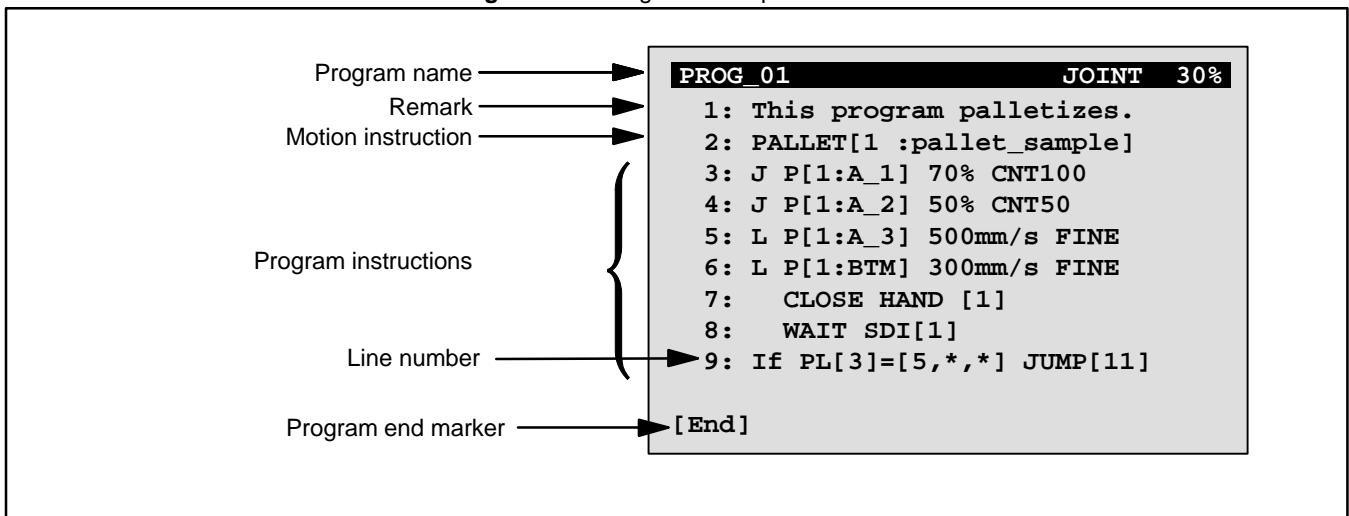 Program name
Remark
Motion instruction
Program instructions
Line number
Program end marker
PROG_01 JOINT 30%
1: This program palletizes.
2: PALLET[1 :pallet_sample]
3: J P[1:A_1] 70% CNT100
4: J P[1:A_2] 50% CNT50
5: L P[1:A_3] 500mm/s FINE
6: L P[1:BTM] 300mm/s FINE
7: CLOSE HAND [1]
8: WAIT SDI[1]
9: If PL[3]=[5,*,*] JUMP[11]
[End]